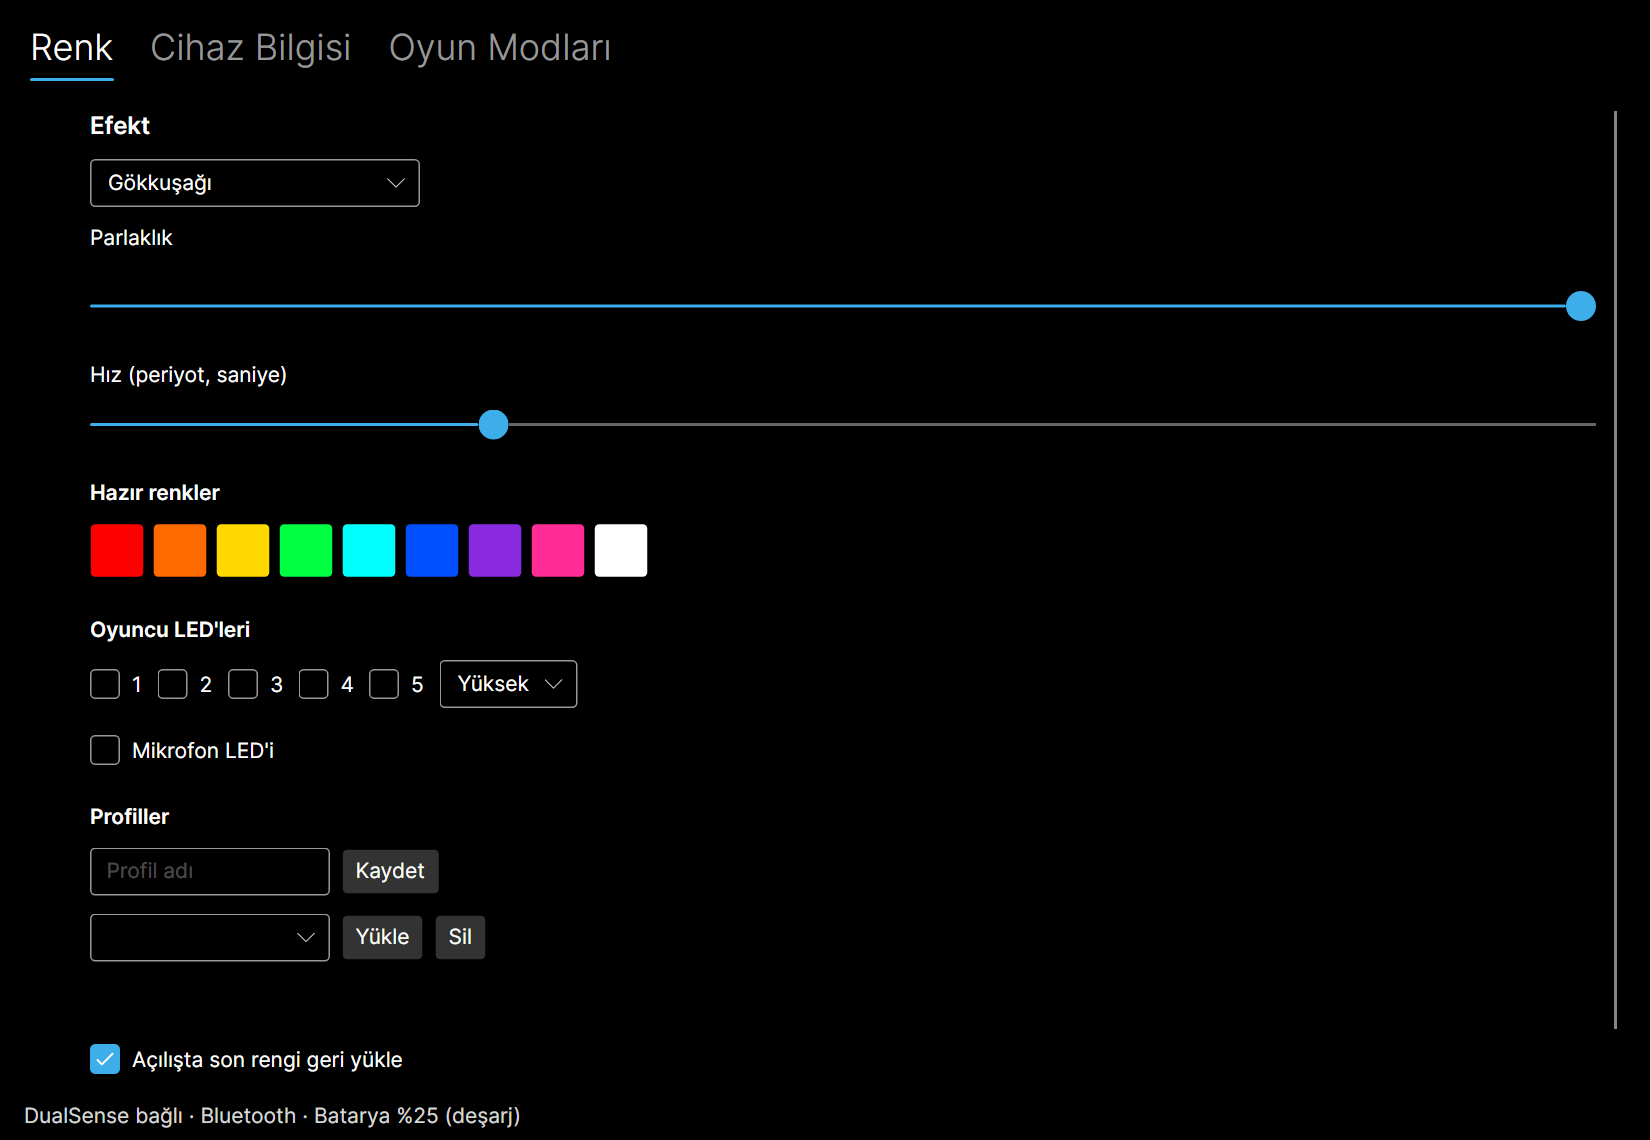 Renk Cihaz Bilgisi Oyun Modları
Efekt
Gökkuşağı
Parlaklık
Hız (periyot, saniye)
Hazır renkler
Oyuncu LED'leri
1 2 3 4 5 Yüksek
Mikrofon LED'i
Profiller
Profil adı Kaydet
Yükle Sil
Açılışta son rengi geri yükle
DualSense bağlı · Bluetooth · Batarya %25 (deşarj)